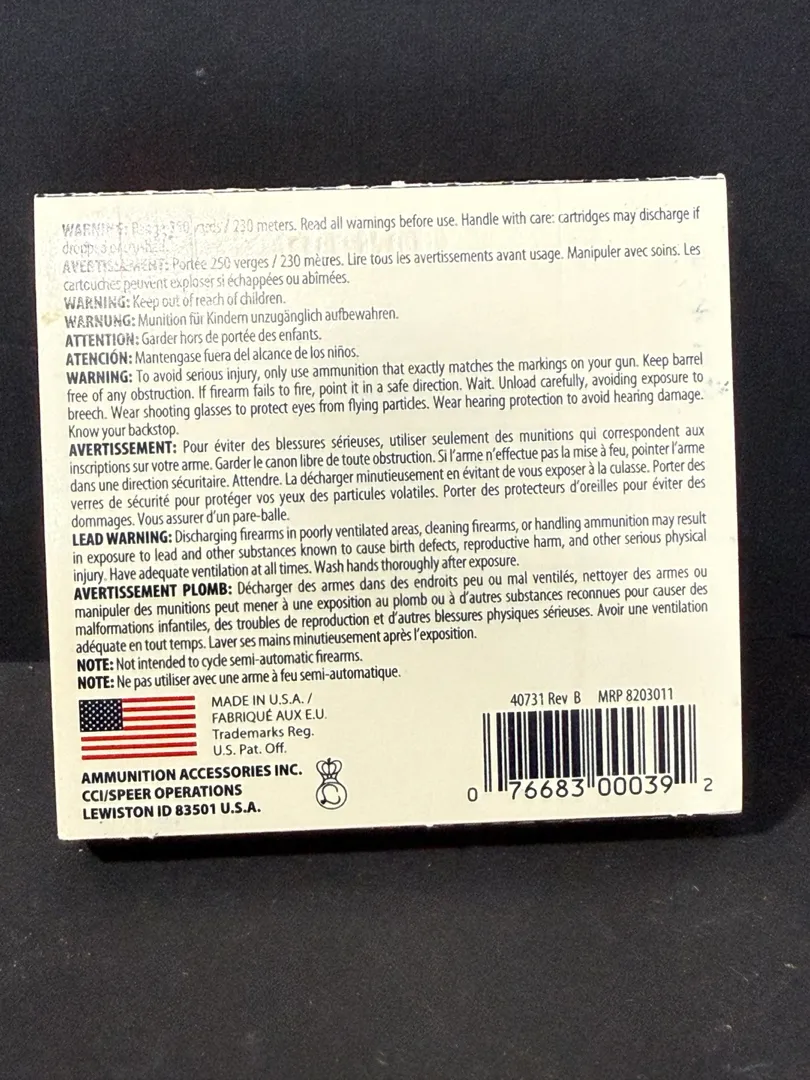 WARNING: Range 250 yards / 230 meters. Read all warnings before use. Handle with care: cartridges may discharge if
dropped or crushed.
AVERTISSEMENT: Portée 250 verges / 230 mètres. Lire tous les avertissements avant usage. Manipuler avec soins. Les
cartouches peuvent exploser si échappées ou abîmées.
WARNING: Keep out of reach of children.
WARNUNG: Munition für Kindern unzugänglich aufbewahren.
ATTENTION: Garder hors de portée des enfants.
ATENCIÓN: Mantengase fuera del alcance de los niños.
WARNING: To avoid serious injury, only use ammunition that exactly matches the markings on your gun. Keep barrel
free of any obstruction. If firearm fails to fire, point it in a safe direction. Wait. Unload carefully, avoiding exposure to
breech. Wear shooting glasses to protect eyes from flying particles. Wear hearing protection to avoid hearing damage.
Know your backstop.
AVERTISSEMENT: Pour éviter des blessures sérieuses, utiliser seulement des munitions qui correspondent aux
inscriptions sur votre arme. Garder le canon libre de toute obstruction. Si l'arme n'effectue pas la mise à feu, pointer l'arme
dans une direction sécuritaire. Attendre. La décharger minutieusement en évitant de vous exposer à la culasse. Porter des
verres de sécurité pour protéger vos yeux des particules volatiles. Porter des protecteurs d'oreilles pour éviter des
dommages. Vous assurer d'un pare-balle.
LEAD WARNING: Discharging firearms in poorly ventilated areas, cleaning firearms, or handling ammunition may result
in exposure to lead and other substances known to cause birth defects, reproductive harm, and other serious physical
injury. Have adequate ventilation at all times. Wash hands thoroughly after exposure.
AVERTISSEMENT PLOMB: Décharger des armes dans des endroits peu ou mal ventilés, nettoyer des armes ou
manipuler des munitions peut mener à une exposition au plomb ou à d'autres substances reconnues pour causer des
malformations infantiles, des troubles de reproduction et d'autres blessures physiques sérieuses. Avoir une ventilation
adéquate en tout temps. Laver ses mains minutieusement après l'exposition.
NOTE: Not intended to cycle semi-automatic firearms.
NOTE: Ne pas utiliser avec une arme à feu semi-automatique.
MADE IN U.S.A. /
FABRIQUÉ AUX E.U.
Trademarks Reg.
U.S. Pat. Off.
AMMUNITION ACCESSORIES INC.
CCI/SPEER OPERATIONS
LEWISTON ID 83501 U.S.A.
40731 Rev B MRP 8203011
0 76683 00039 2